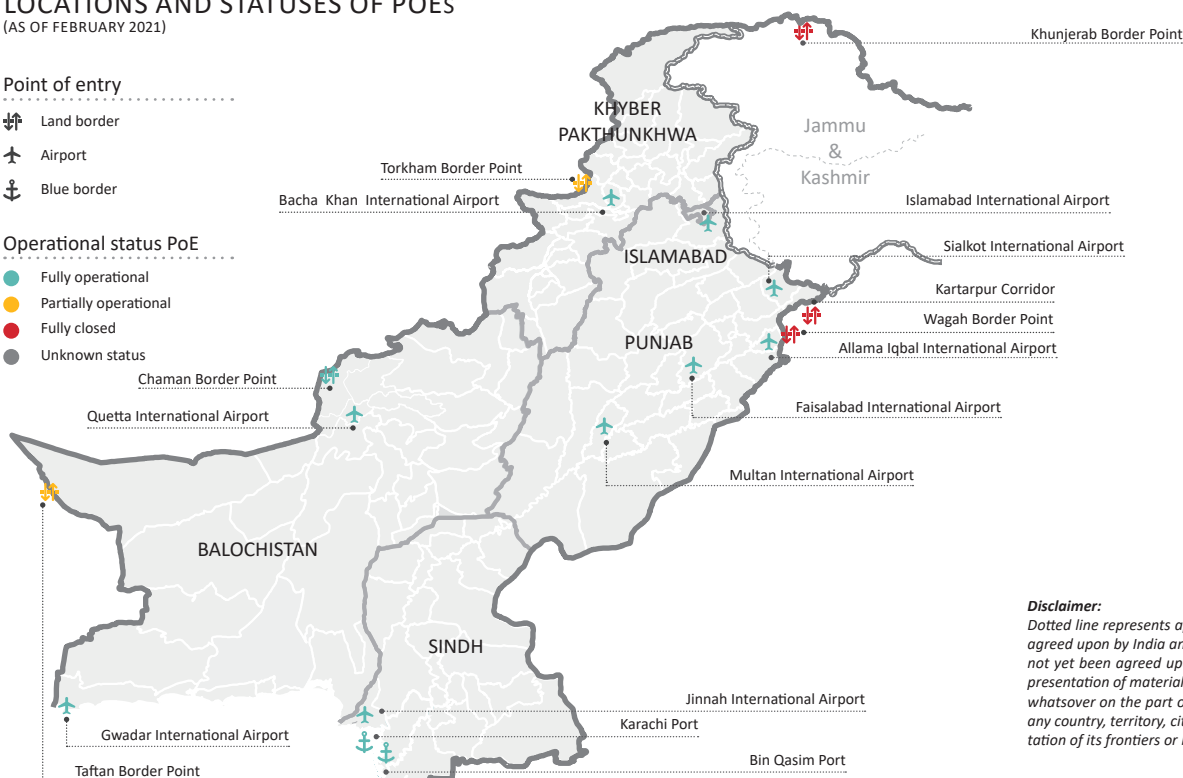 LOCATIONS AND STATUSES OF POEs
(AS OF FEBRUARY 2021)
Point of entry
Land border
Airport
Blue border
Operational status PoE
Fully operational
Partially operational
Fully closed
Unknown status
Khunjerab Border Point
KHYBER
PAKTHUNKHWA
Jammu
&
Kashmir
Torkham Border Point
Bacha Khan International Airport
Islamabad International Airport
ISLAMABAD
Sialkot International Airport
Kartarpur Corridor
Wagah Border Point
PUNJAB
Allama Iqbal International Airport
Chaman Border Point
Quetta International Airport
Faisalabad International Airport
Multan International Airport
BALOCHISTAN
SINDH
Jinnah International Airport
Karachi Port
Gwadar International Airport
Bin Qasim Port
Taftan Border Point
Disclaimer:
Dotted line represents a
agreed upon by India an
not yet been agreed up
presentation of material
whatsover on the part o
any country, territory, ci
tation of its frontiers or